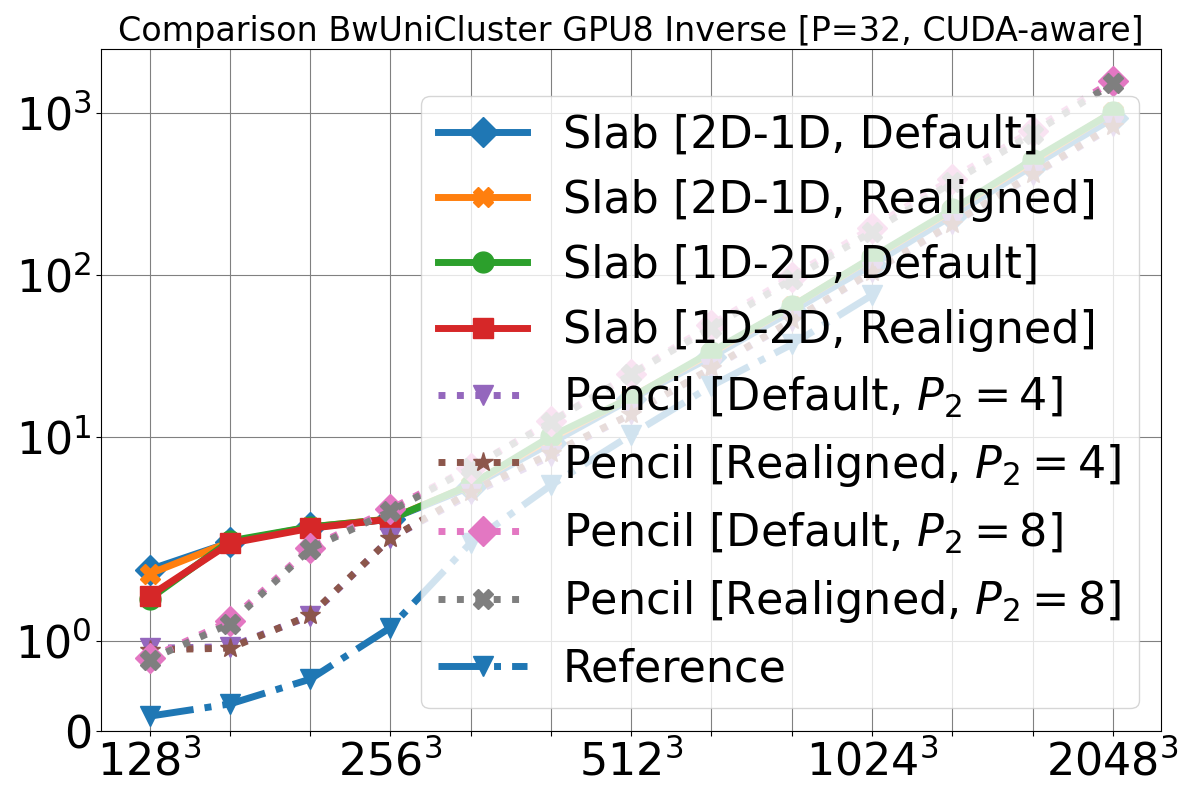 Comparison BwUniCluster GPU8 Inverse [P=32, CUDA-aware]
10³
10²
10¹
10⁰
0
Slab [2D-1D, Default]
Slab [2D-1D, Realigned]
Slab [1D-2D, Default]
Slab [1D-2D, Realigned]
Pencil [Default, P₂ = 4]
Pencil [Realigned, P₂ = 4]
Pencil [Default, P₂ = 8]
Pencil [Realigned, P₂ = 8]
Reference
128³ 256³ 512³ 1024³ 2048³